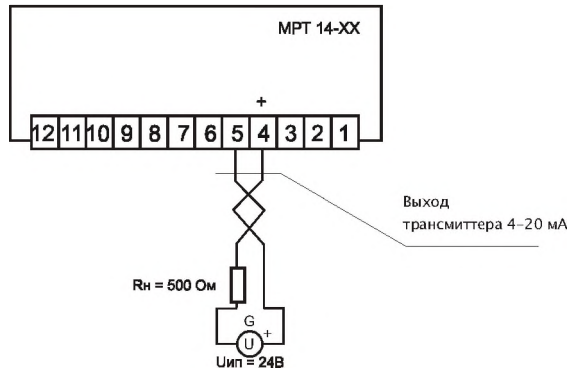 МРТ 14-ХХ
+
12 11 10 9 8 7 6 5 4 3 2 1
Выход
трансмиттера 4–20 мА
Rн = 500 Ом
G
+
U
Uип = 24В